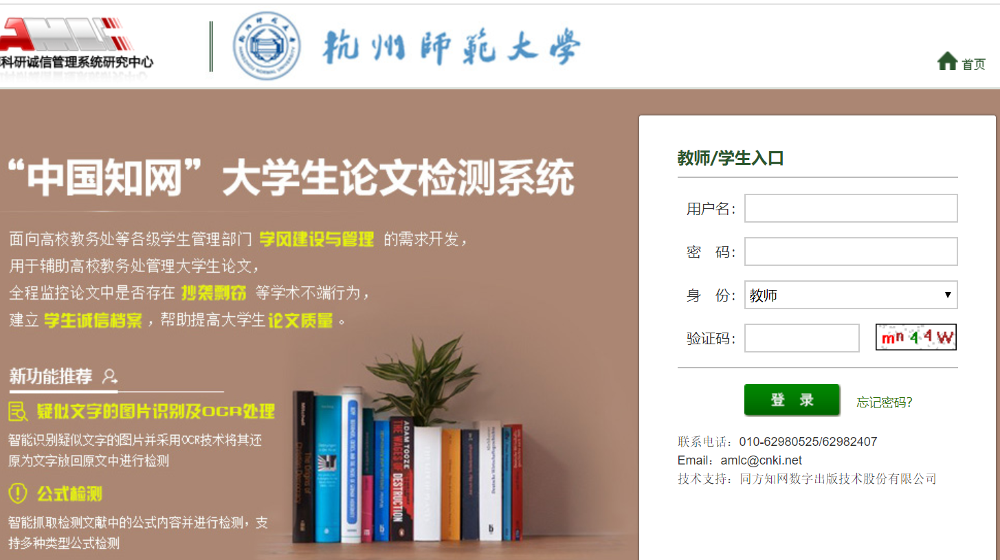 AMLC
科研诚信管理系统研究中心
杭州师范大学
HANGZHOU NORMAL UNIVERSITY
首页
“中国知网”大学生论文检测系统
面向高校教务处等各级学生管理部门 学风建设与管理 的需求开发，
用于辅助高校教务处管理大学生论文，
全程监控论文中是否存在 抄袭剽窃 等学术不端行为，
建立 学生诚信档案 ，帮助提高大学生论文质量 。
新功能推荐
疑似文字的图片识别及OCR处理
智能识别疑似文字的图片并采用OCR技术将其还
原为文字放回原文中进行检测
公式检测
智能抓取检测文献中的公式内容并进行检测，支
持多种类型公式检测
ADAM TOOZE
THE WAGES OF DESTRUCTION
教师/学生入口
用户名：
密 码：
身 份： 教师
验证码： mn44W
登 录 忘记密码?
联系电话：010-62980525/62982407
Email：amlc@cnki.net
技术支持：同方知网数字出版技术股份有限公司